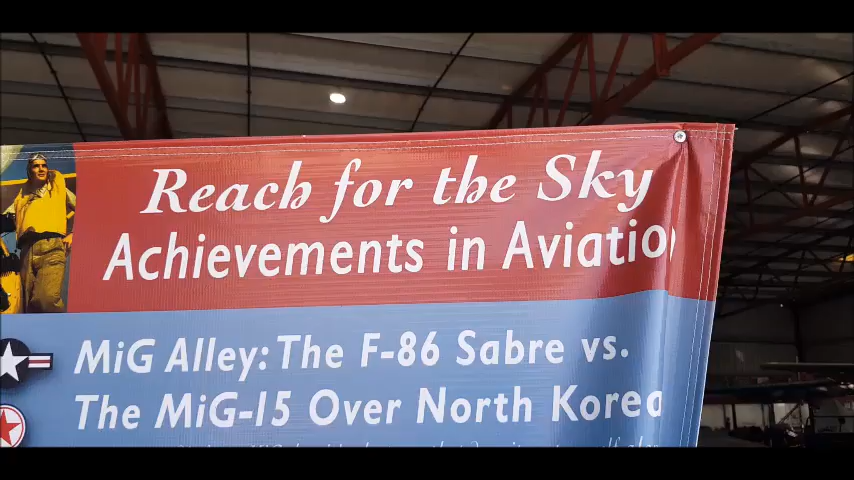 Reach for the Sky
Achievements in Aviatio
MiG Alley: The F-86 Sabre vs.
The MiG-15 Over North Korea